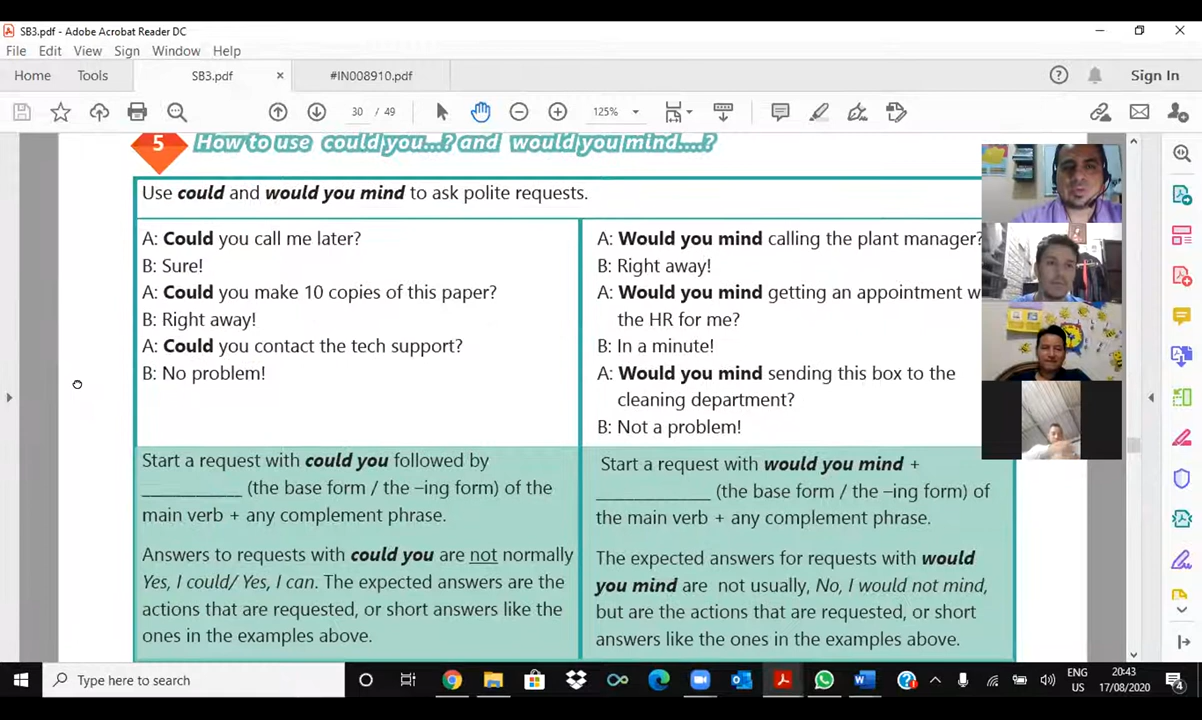 SB3.pdf - Adobe Acrobat Reader DC
File Edit View Sign Window Help
Home Tools SB3.pdf × #IN008910.pdf Sign In
30 / 49 125%
5 How to use could you...? and would you mind....?
Use could and would you mind to ask polite requests.
A: Could you call me later?
B: Sure!
A: Could you make 10 copies of this paper?
B: Right away!
A: Could you contact the tech support?
B: No problem!
A: Would you mind calling the plant manager?
B: Right away!
A: Would you mind getting an appointment w
the HR for me?
B: In a minute!
A: Would you mind sending this box to the
cleaning department?
B: Not a problem!
Start a request with could you followed by
___________ (the base form / the –ing form) of the
main verb + any complement phrase.
Answers to requests with could you are not normally
Yes, I could/ Yes, I can. The expected answers are the
actions that are requested, or short answers like the
ones in the examples above.
Start a request with would you mind +
_____________ (the base form / the –ing form) of
the main verb + any complement phrase.
The expected answers for requests with would
you mind are not usually, No, I would not mind,
but are the actions that are requested, or short
answers like the ones in the examples above.
Type here to search
ENG
US
20:43
17/08/2020
4